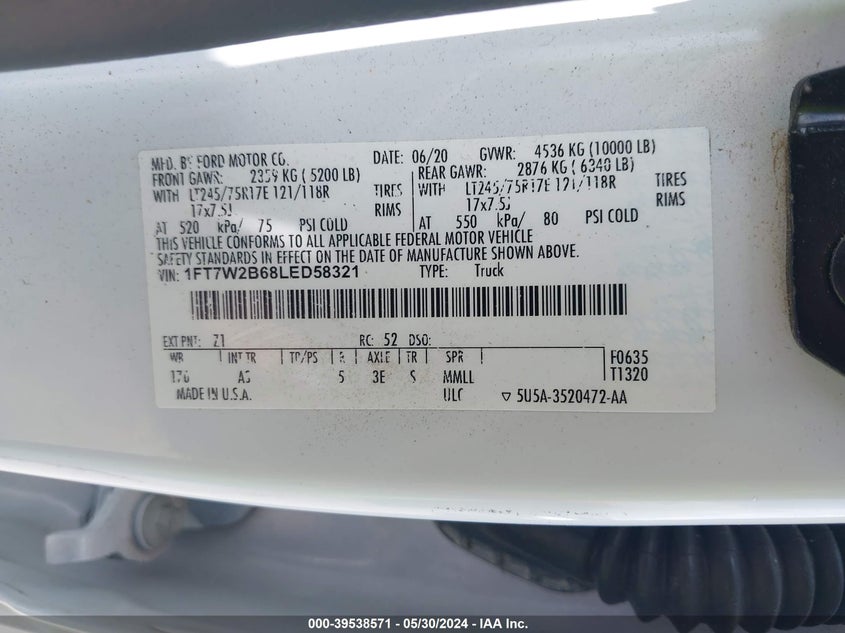 MFD. BY FORD MOTOR CO. DATE: 06/20 GVWR: 4536 KG (10000 LB)
FRONT GAWR: 2359 KG (5200 LB) REAR GAWR: 2876 KG (6340 LB)
WITH LT245/75R17E 121/118R TIRES WITH LT245/75R17E 121/118R TIRES
17x7.5J RIMS 17x7.5J RIMS
AT 520 kPa/ 75 PSI COLD AT 550 kPa/ 80 PSI COLD
THIS VEHICLE CONFORMS TO ALL APPLICABLE FEDERAL MOTOR VEHICLE
SAFETY STANDARDS IN EFFECT ON THE DATE OF MANUFACTURE SHOWN ABOVE.
VIN: 1FT7W2B68LED58321 TYPE: Truck
EXT PNT: Z1 RC: 52 DSO:
WB INT TR TP/PS R AXLE TR SPR F0635
176 AS 5 3E S MMLL T1320
MADE IN U.S.A. ULC ▽ 5U5A-3520472-AA
000-39538571 - 05/30/2024 - IAA Inc.